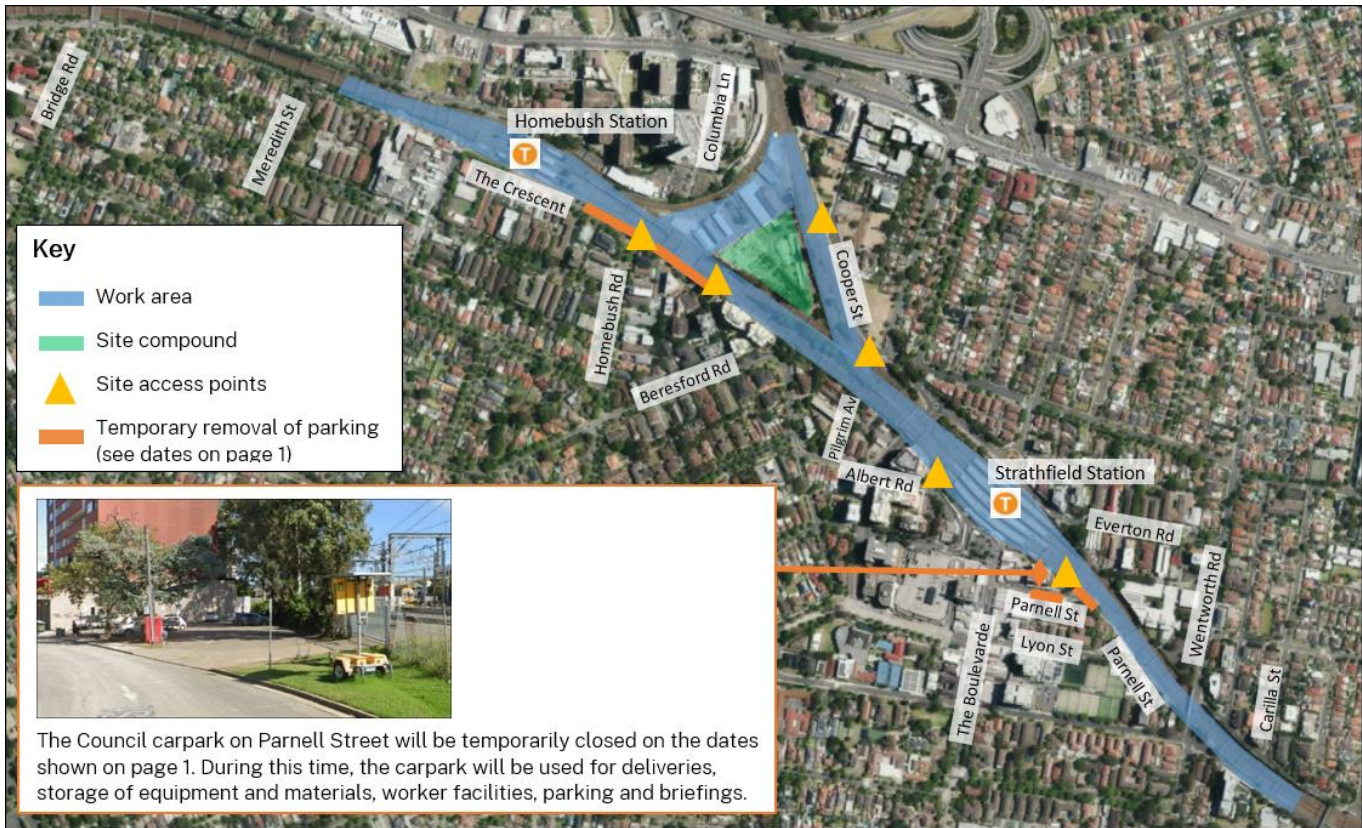 Bridge Rd
Meredith St
Homebush Station
T
The Crescent
Columbia Ln
Homebush Rd
Beresford Rd
Cooper St
Pilgrim Av
Albert Rd
Strathfield Station
T
Everton Rd
Wentworth Rd
Parnell St
Lyon St
The Boulevarde
Parnell St
Carilla St
Key
Work area
Site compound
Site access points
Temporary removal of parking
(see dates on page 1)
The Council carpark on Parnell Street will be temporarily closed on the dates
shown on page 1. During this time, the carpark will be used for deliveries,
storage of equipment and materials, worker facilities, parking and briefings.